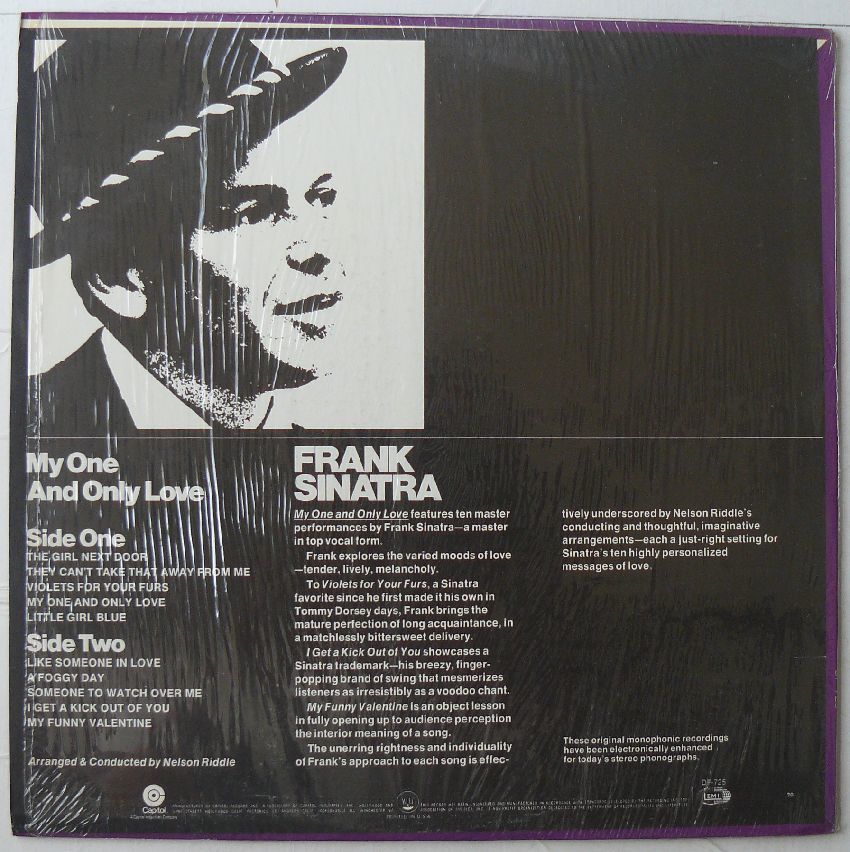 My One
And Only Love
Side One
THE GIRL NEXT DOOR
THEY CAN'T TAKE THAT AWAY FROM ME
VIOLETS FOR YOUR FURS
MY ONE AND ONLY LOVE
LITTLE GIRL BLUE
Side Two
LIKE SOMEONE IN LOVE
A FOGGY DAY
SOMEONE TO WATCH OVER ME
I GET A KICK OUT OF YOU
MY FUNNY VALENTINE
Arranged & Conducted by Nelson Riddle
FRANK
SINATRA
My One and Only Love features ten master
performances by Frank Sinatra—a master
in top vocal form.
Frank explores the varied moods of love
—tender, lively, melancholy.
To Violets for Your Furs, a Sinatra
favorite since he first made it his own in
Tommy Dorsey days, Frank brings the
mature perfection of long acquaintance, in
a matchlessly bittersweet delivery.
I Get a Kick Out of You showcases a
Sinatra trademark—his breezy, finger-
popping brand of swing that mesmerizes
listeners as irresistibly as a voodoo chant.
My Funny Valentine is an object lesson
in fully opening up to audience perception
the interior meaning of a song.
The unerring rightness and individuality
of Frank's approach to each song is effec-
tively underscored by Nelson Riddle's
conducting and thoughtful, imaginative
arrangements—each a just-right setting for
Sinatra's ten highly personalized
messages of love.
These original monophonic recordings
have been electronically enhanced
for today's stereo phonographs.
Capitol
PRINTED IN U.S.A.
DF-725
EMI